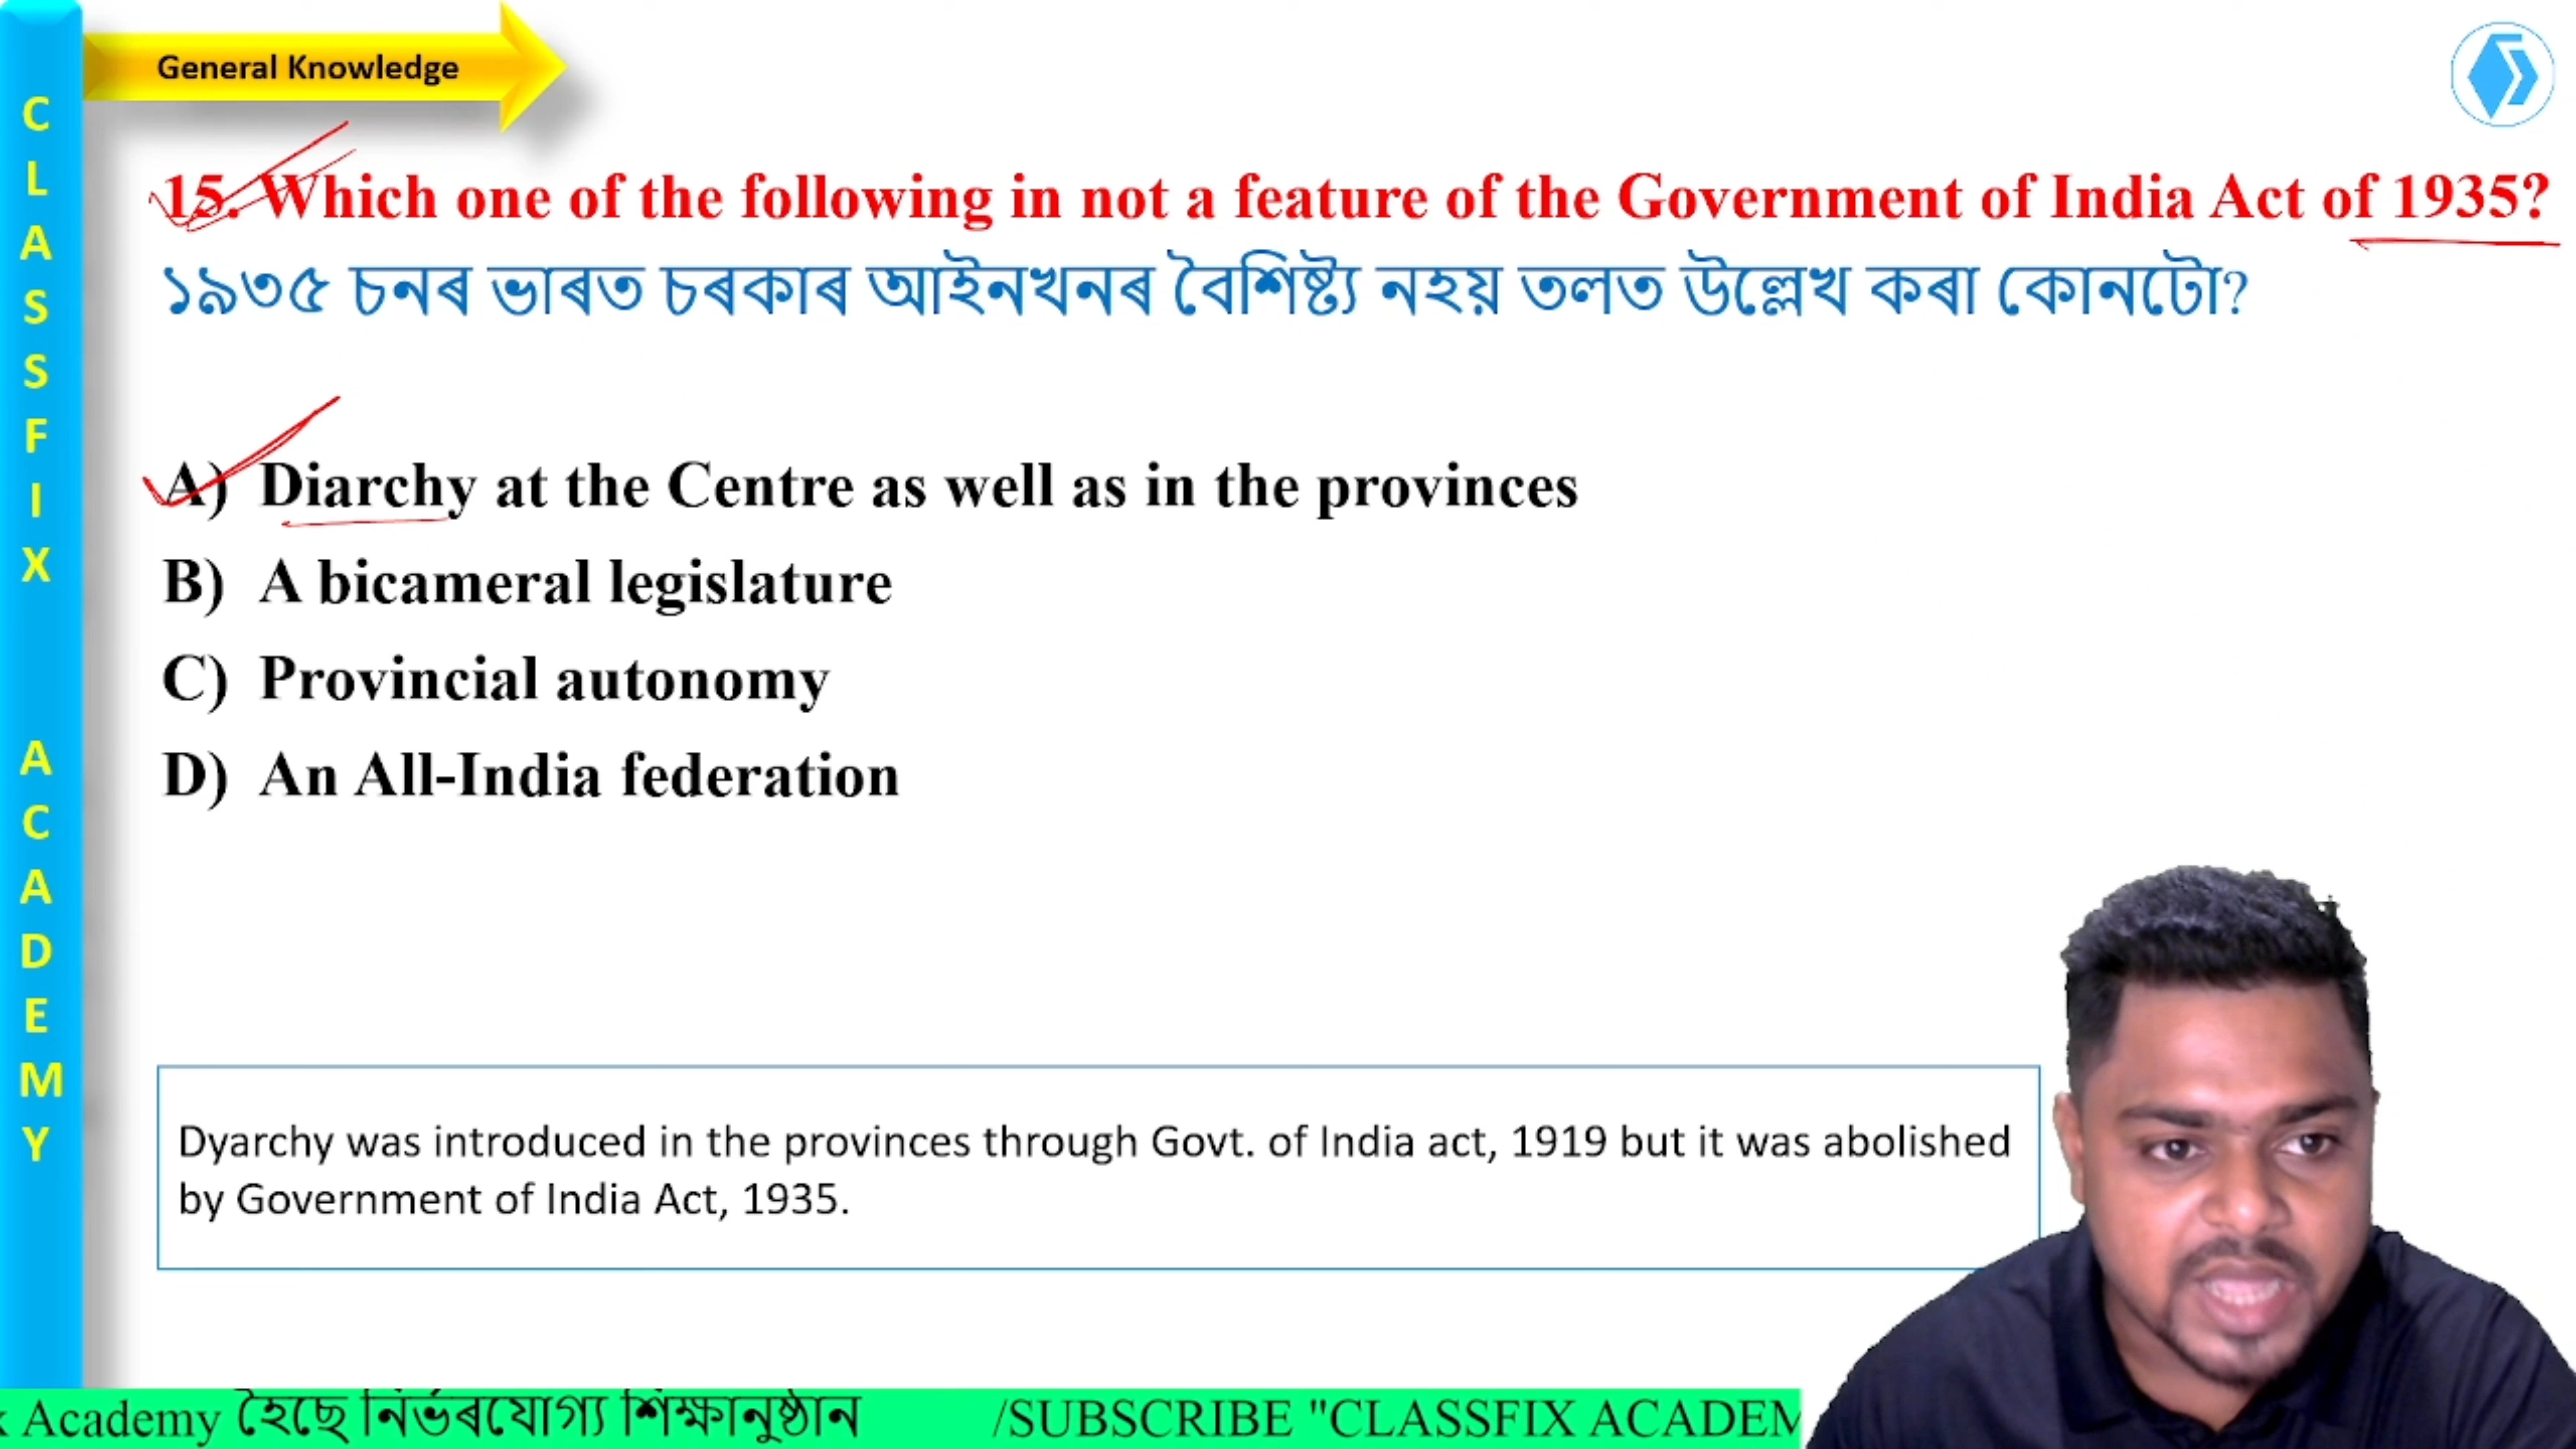 General Knowledge
15. Which one of the following in not a feature of the Government of India Act of 1935?
১৯৩৫ চনৰ ভাৰত চৰকাৰ আইনখনৰ বৈশিষ্ট্য নহয় তলত উল্লেখ কৰা কোনটো?
A) Diarchy at the Centre as well as in the provinces
B) A bicameral legislature
C) Provincial autonomy
D) An All-India federation
Dyarchy was introduced in the provinces through Govt. of India act, 1919 but it was abolished
by Government of India Act, 1935.
CLASSFIX ACADEMY
x Academy হৈছে নিৰ্ভৰযোগ্য শিক্ষানুষ্ঠান /SUBSCRIBE "CLASSFIX ACADEM